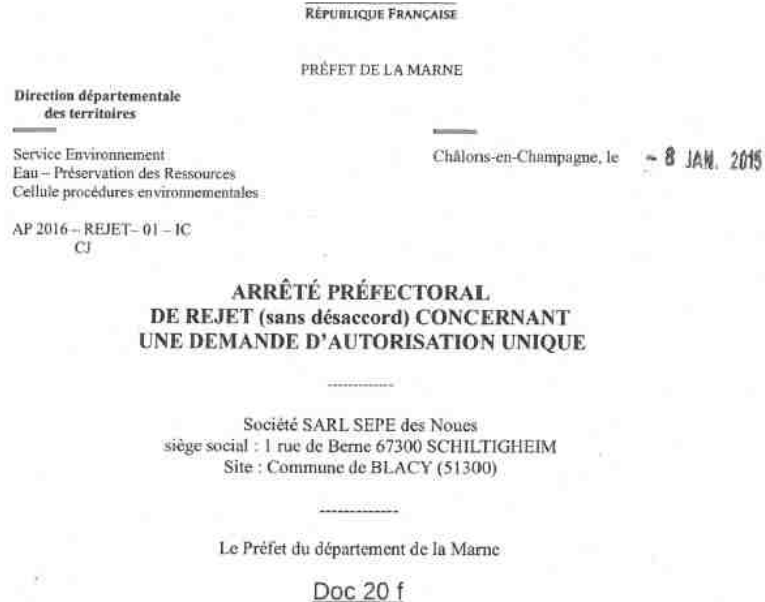 RÉPUBLIQUE FRANÇAISE
PRÉFET DE LA MARNE
Direction départementale
des territoires
Service Environnement
Eau – Préservation des Ressources
Cellule procédures environnementales
Châlons-en-Champagne, le - 8 JAN. 2015
AP 2016 – REJET– 01 – IC
CJ
ARRÊTÉ PRÉFECTORAL
DE REJET (sans désaccord) CONCERNANT
UNE DEMANDE D'AUTORISATION UNIQUE
-------------
Société SARL SEPE des Noues
siège social : 1 rue de Berne 67300 SCHILTIGHEIM
Site : Commune de BLACY (51300)
-------------
Le Préfet du département de la Marne
Doc 20 f